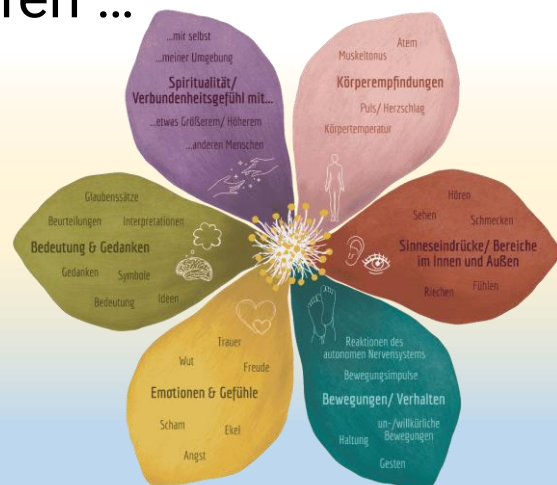 ...mir selbst
...meiner Umgebung
Spiritualität/
Verbundenheitsgefühl mit...
...etwas Größerem/ Höherem
...anderen Menschen
Atem
Muskeltonus
Körperempfindungen
Puls/ Herzschlag
Körpertemperatur
Glaubenssätze
Beurteilungen Interpretationen
Bedeutung & Gedanken
Gedanken Symbole
Bedeutung Ideen
Hören
Sehen Schmecken
Sinneseindrücke/ Bereiche
im Innen und Außen
Riechen Fühlen
Trauer
Wut Freude
Emotionen & Gefühle
Scham Ekel
Angst
Reaktionen des
autonomen Nervensystems
Bewegungsimpulse
Bewegungen/ Verhalten
un-/willkürliche
Haltung Bewegungen
Gesten